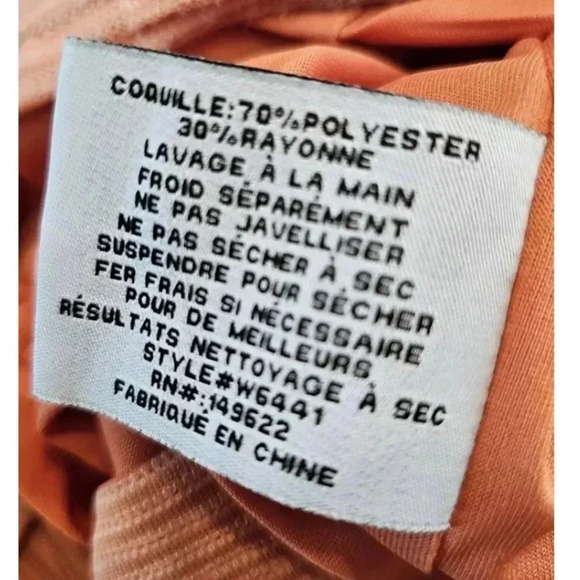 COQUILLE:70%POLYESTER
30%RAYONNE
LAVAGE À LA MAIN
FROID SÉPARÉMENT
NE PAS JAVELLISER
NE PAS SÉCHER À SEC
SUSPENDRE POUR SÉCHER
FER FRAIS SI NÉCESSAIRE
POUR DE MEILLEURS
RÉSULTATS NETTOYAGE À SEC
STYLE#W6441
RN#:149622
FABRIQUE EN CHINE